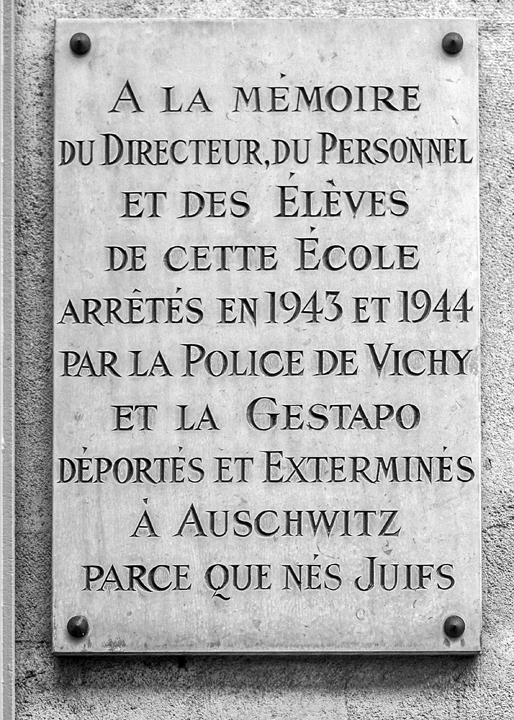 A LA MÉMOIRE
DU DIRECTEUR, DU PERSONNEL
ET DES ÉLÈVES
DE CETTE ÉCOLE
ARRÊTÉS EN 1943 ET 1944
PAR LA POLICE DE VICHY
ET LA GESTAPO
DÉPORTÉS ET EXTERMINÉS
À AUSCHWITZ
PARCE QUE NÉS JUIFS